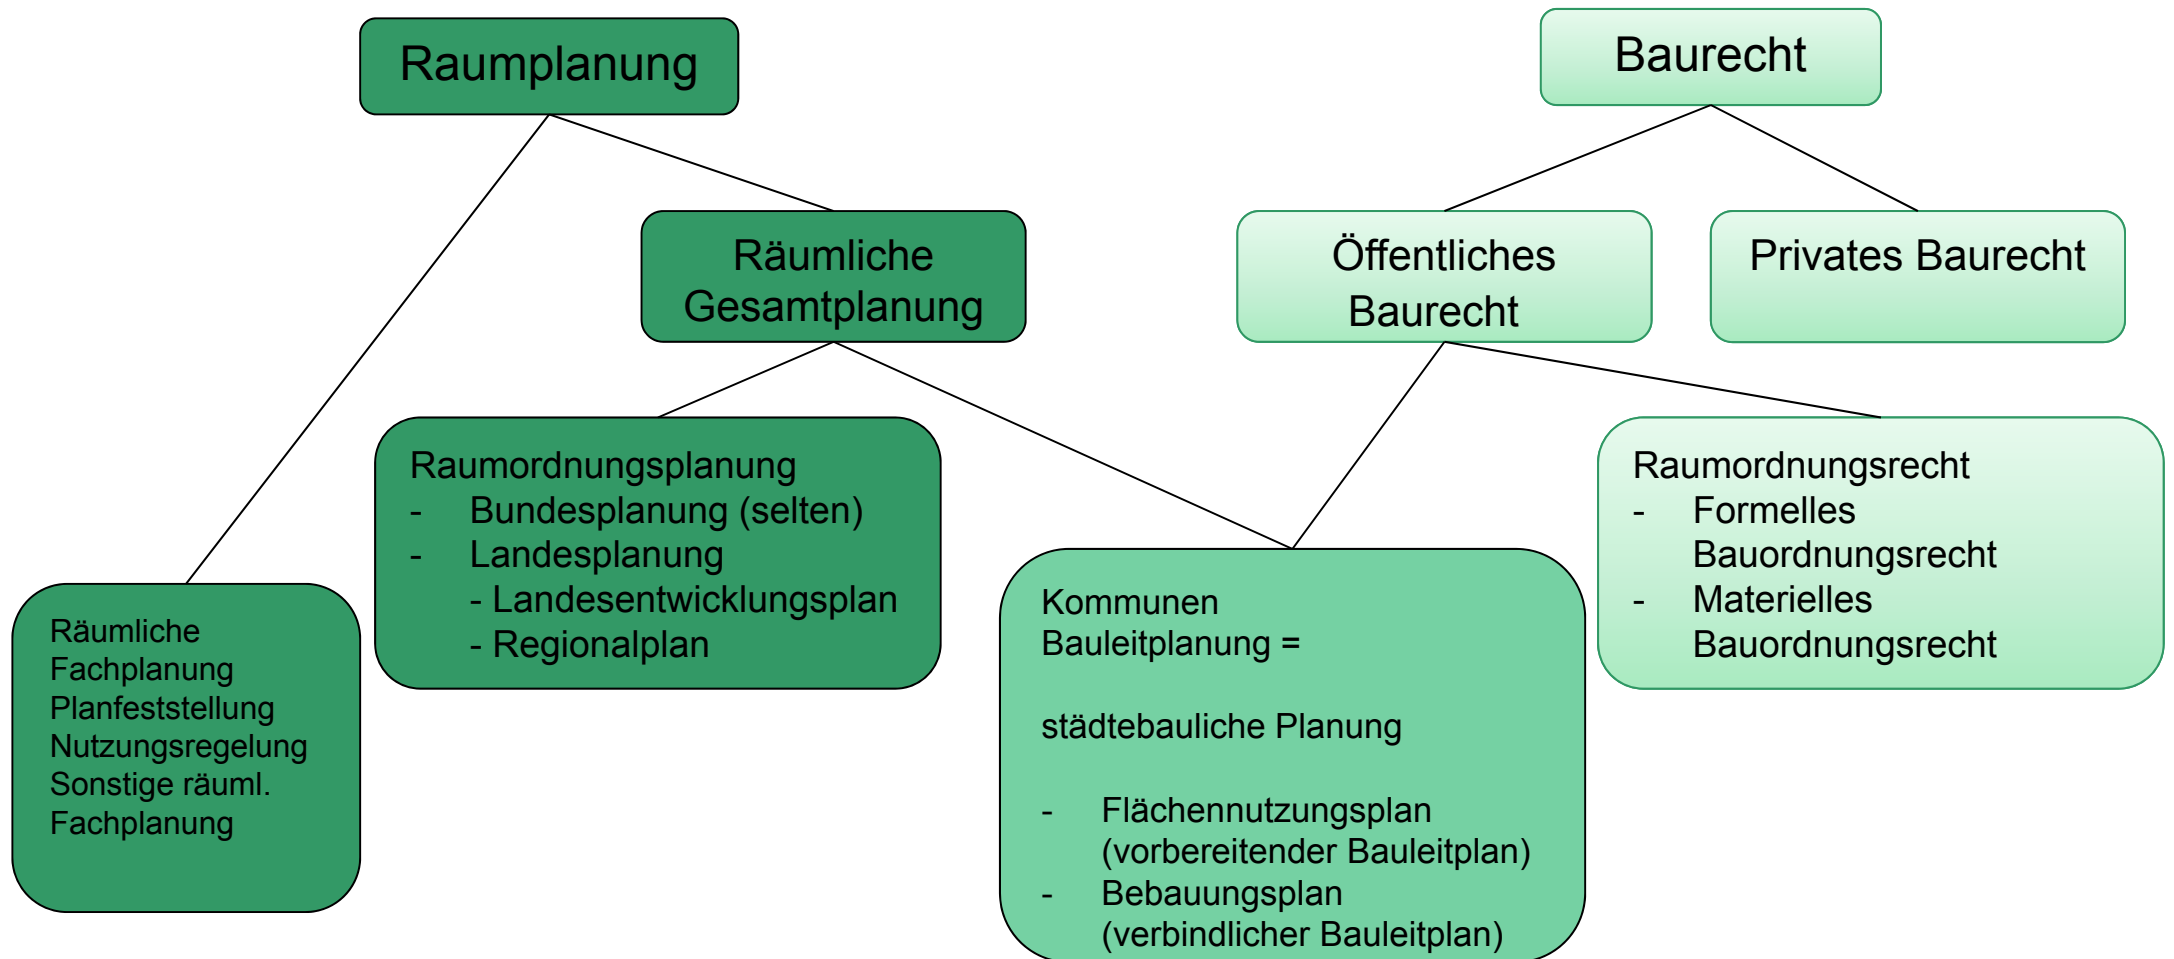 Raumplanung
Baurecht
Räumliche
Gesamtplanung
Öffentliches
Baurecht
Privates Baurecht
Raumordnungsplanung
- Bundesplanung (selten)
- Landesplanung
- Landesentwicklungsplan
- Regionalplan
Raumordnungsrecht
- Formelles
Bauordnungsrecht
- Materielles
Bauordnungsrecht
Räumliche
Fachplanung
Planfeststellung
Nutzungsregelung
Sonstige räuml.
Fachplanung
Kommunen
Bauleitplanung =
städtebauliche Planung
- Flächennutzungsplan
(vorbereitender Bauleitplan)
- Bebauungsplan
(verbindlicher Bauleitplan)